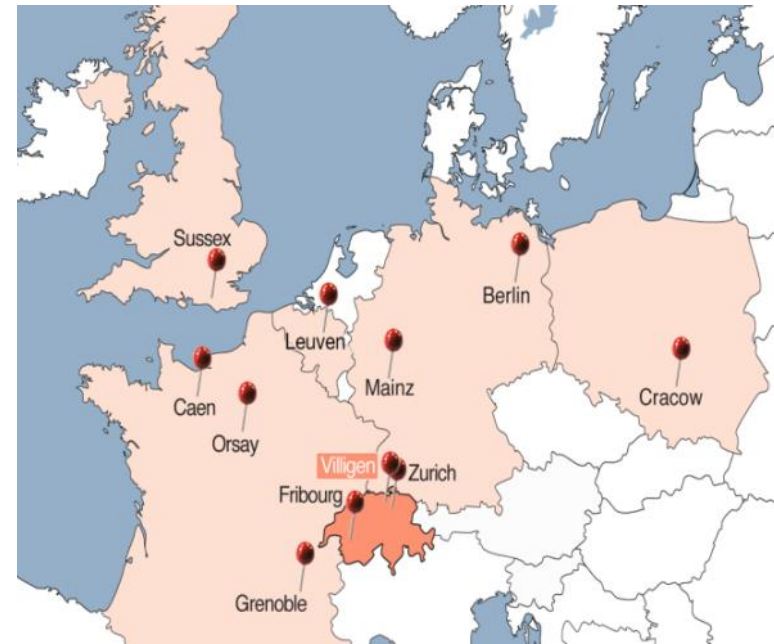 Sussex
Berlin
Leuven
Mainz
Cracow
Caen
Orsay
Villigen
Zurich
Fribourg
Grenoble